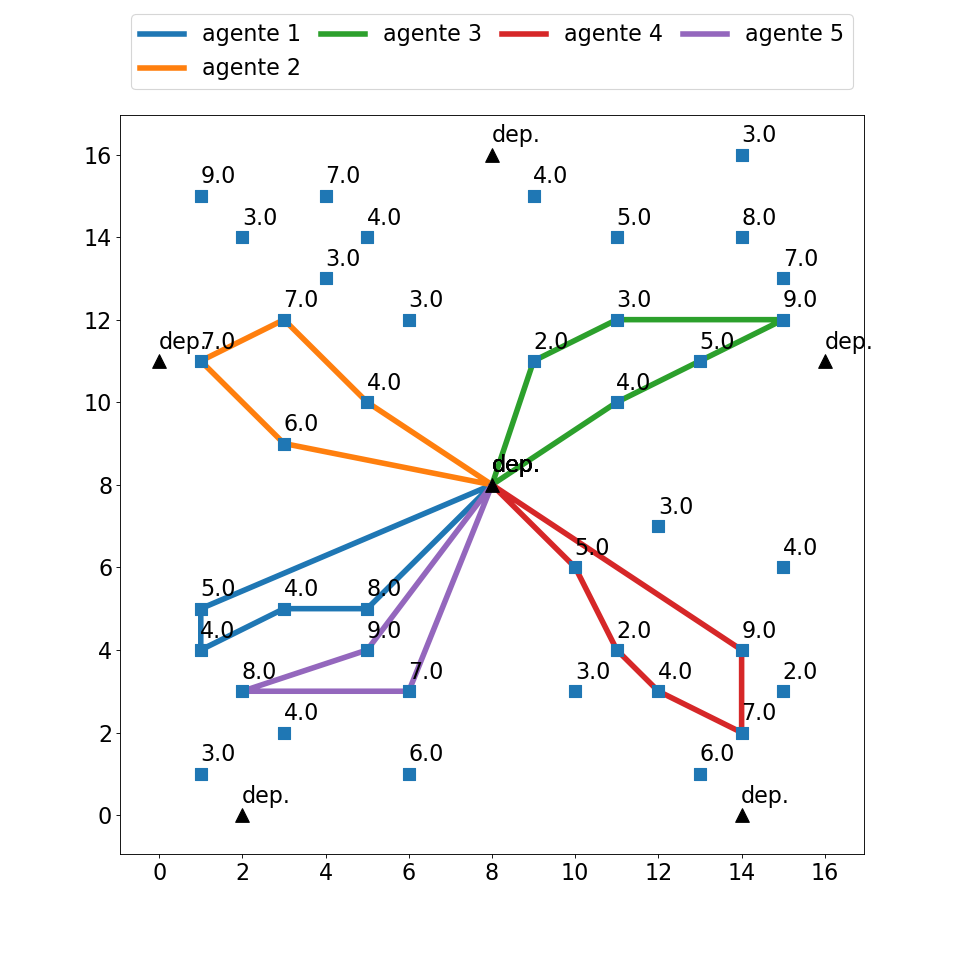 agente 1 agente 3 agente 4 agente 5
agente 2
dep. 3.0
16
9.0 7.0 4.0
3.0 4.0 5.0 8.0
14
3.0 7.0
7.0 3.0 3.0 9.0
12
dep. 7.0 2.0 5.0 dep.
4.0 4.0
10
6.0
dep. dep.
8
3.0
5.0 4.0
6
5.0 4.0 8.0
4.0 9.0 2.0 9.0
4
8.0 7.0 3.0 4.0 2.0
4.0 7.0
2
3.0 6.0 6.0
dep. dep.
0
0 2 4 6 8 10 12 14 16